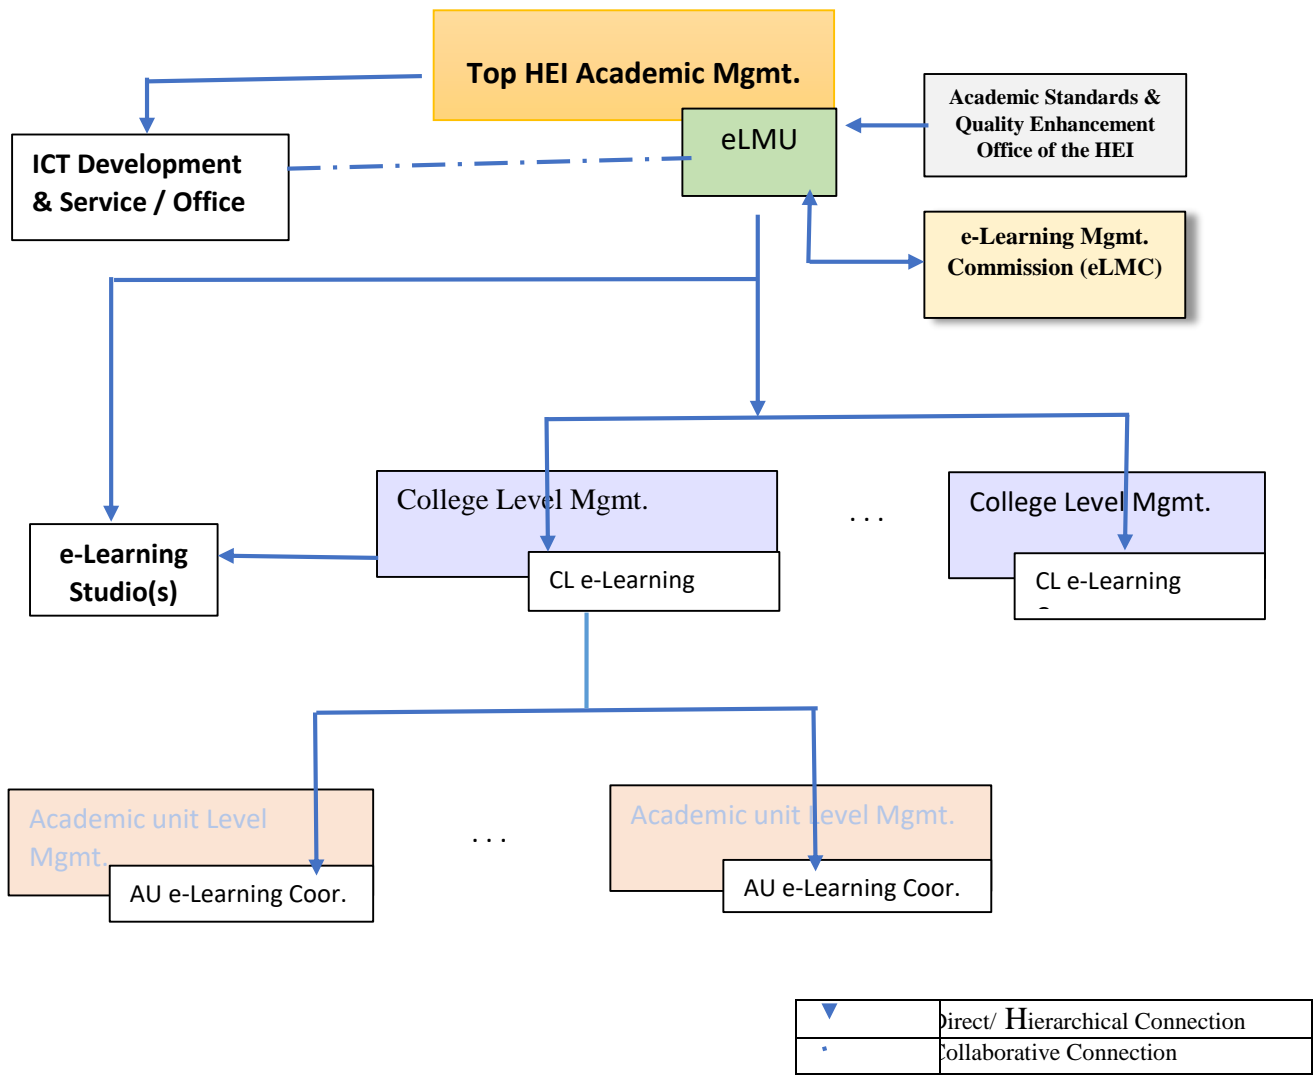 Top HEI Academic Mgmt.
Academic Standards &
Quality Enhancement
Office of the HEI
eLMU
ICT Development
& Service / Office
e-Learning Mgmt.
Commission (eLMC)
College Level Mgmt.
. . .
College Level Mgmt.
e-Learning
Studio(s)
CL e-Learning
CL e-Learning
Academic unit Level
Mgmt.
. . .
Academic unit Level Mgmt.
AU e-Learning Coor.
AU e-Learning Coor.
Direct/ Hierarchical Connection
Collaborative Connection